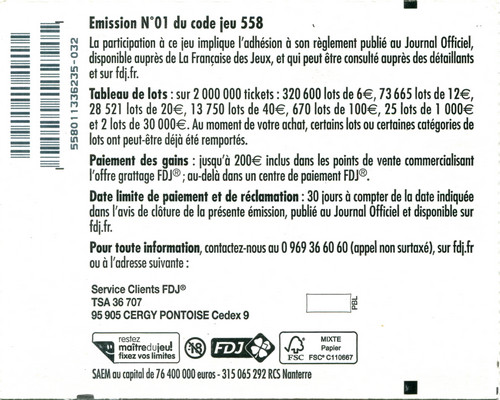 558011336235-032
Emission N°01 du code jeu 558
La participation à ce jeu implique l'adhésion à son règlement publié au Journal Officiel,
disponible auprès de La Française des Jeux, et qui peut être consulté auprès des détaillants
et sur fdj.fr.
Tableau de lots : sur 2 000 000 tickets : 320 600 lots de 6€, 73 665 lots de 12€,
28 521 lots de 20€, 13 750 lots de 40€, 670 lots de 100€, 25 lots de 1 000€
et 2 lots de 30 000€. Au moment de votre achat, certains lots ou certaines catégories de
lots ont peut-être déjà été remportés.
Paiement des gains : jusqu'à 200€ inclus dans les points de vente commercialisant
l'offre grattage FDJ® ; au-delà dans un centre de paiement FDJ®.
Date limite de paiement et de réclamation : 30 jours à compter de la date indiquée
dans l'avis de clôture de la présente émission, publié au Journal Officiel et disponible sur
fdj.fr.
Pour toute information, contactez-nous au 0 969 36 60 60 (appel non surtaxé), sur fdj.fr
ou à l'adresse suivante :
Service Clients FDJ®
TSA 36 707
95 905 CERGY PONTOISE Cedex 9
PBL
restez
maîtredujeu!
fixez vos limites
-18
FDJ
FSC
MIXTE
Papier
FSC® C110667
SAEM au capital de 76 400 000 euros - 315 065 292 RCS Nanterre